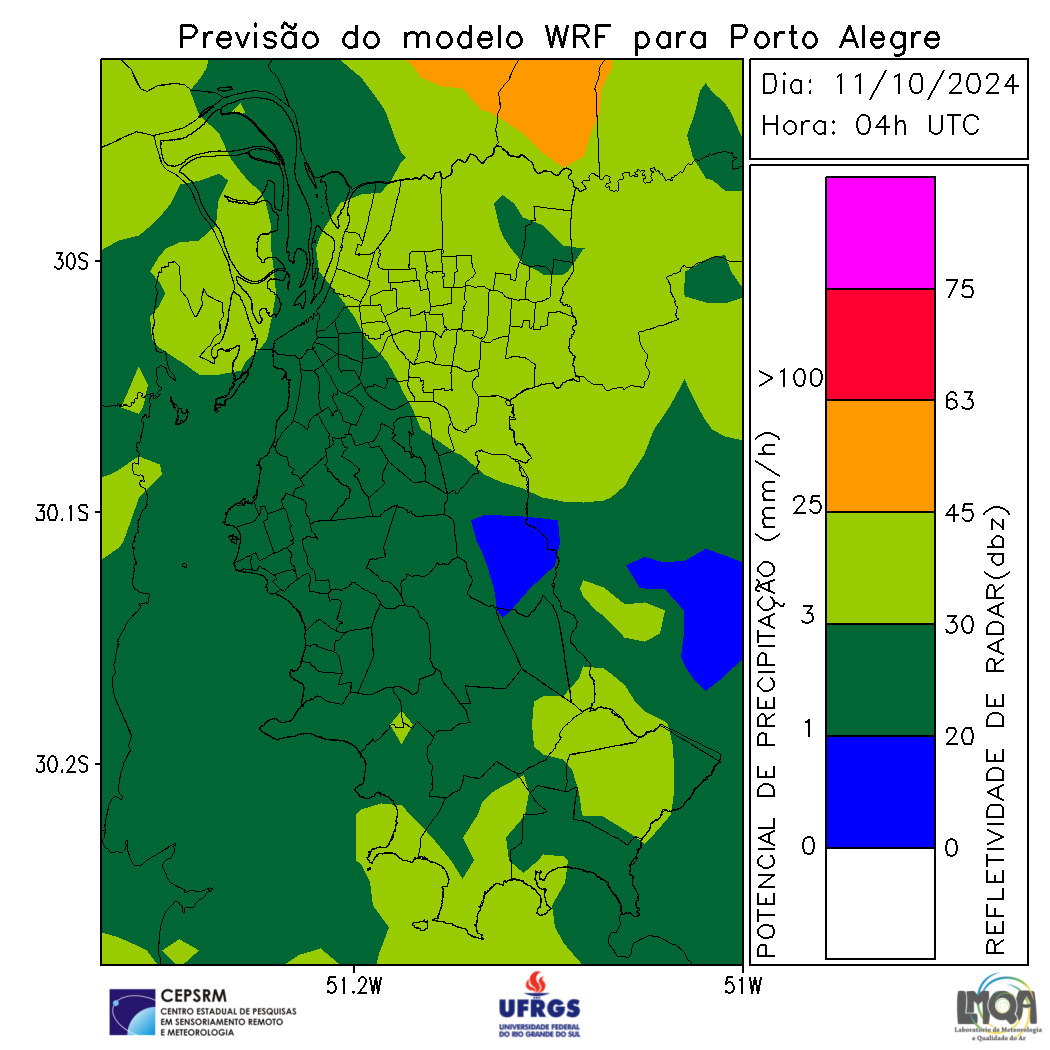 Previsão do modelo WRF para Porto Alegre
Dia: 11/10/2024
Hora: 04h UTC
30S
30.1S
30.2S
51.2W
51W
POTENCIAL DE PRECIPITAÇÃO (mm/h)
>100
25
3
1
0
75
63
45
30
20
0
REFLETIVIDADE DE RADAR(dbz)
CEPSRM
CENTRO ESTADUAL DE PESQUISAS
EM SENSORIAMENTO REMOTO
E METEOROLOGIA
UFRGS
UNIVERSIDADE FEDERAL
DO RIO GRANDE DO SUL
LMQA
Laboratório de Meteorologia
e Qualidade do Ar